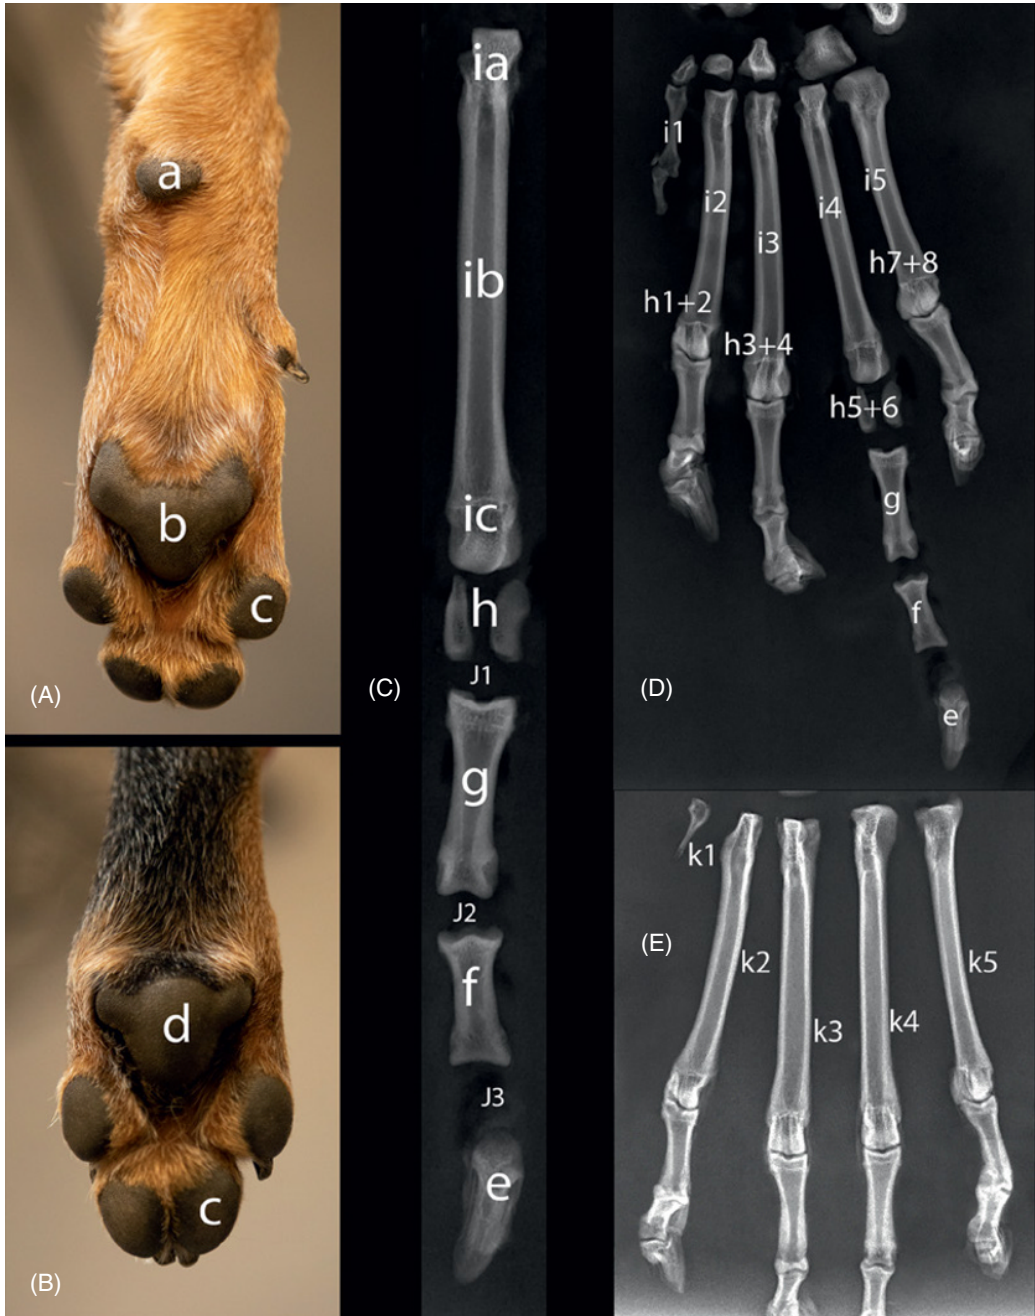 a
b
c
(A)
d
c
(B)
ia
ib
ic
h
J1
(C)
g
J2
f
J3
e
i1
i2
i3
i4
i5
h7+8
h1+2
h3+4
h5+6
g
f
(D)
e
k1
k2
(E)
k5
k3
k4